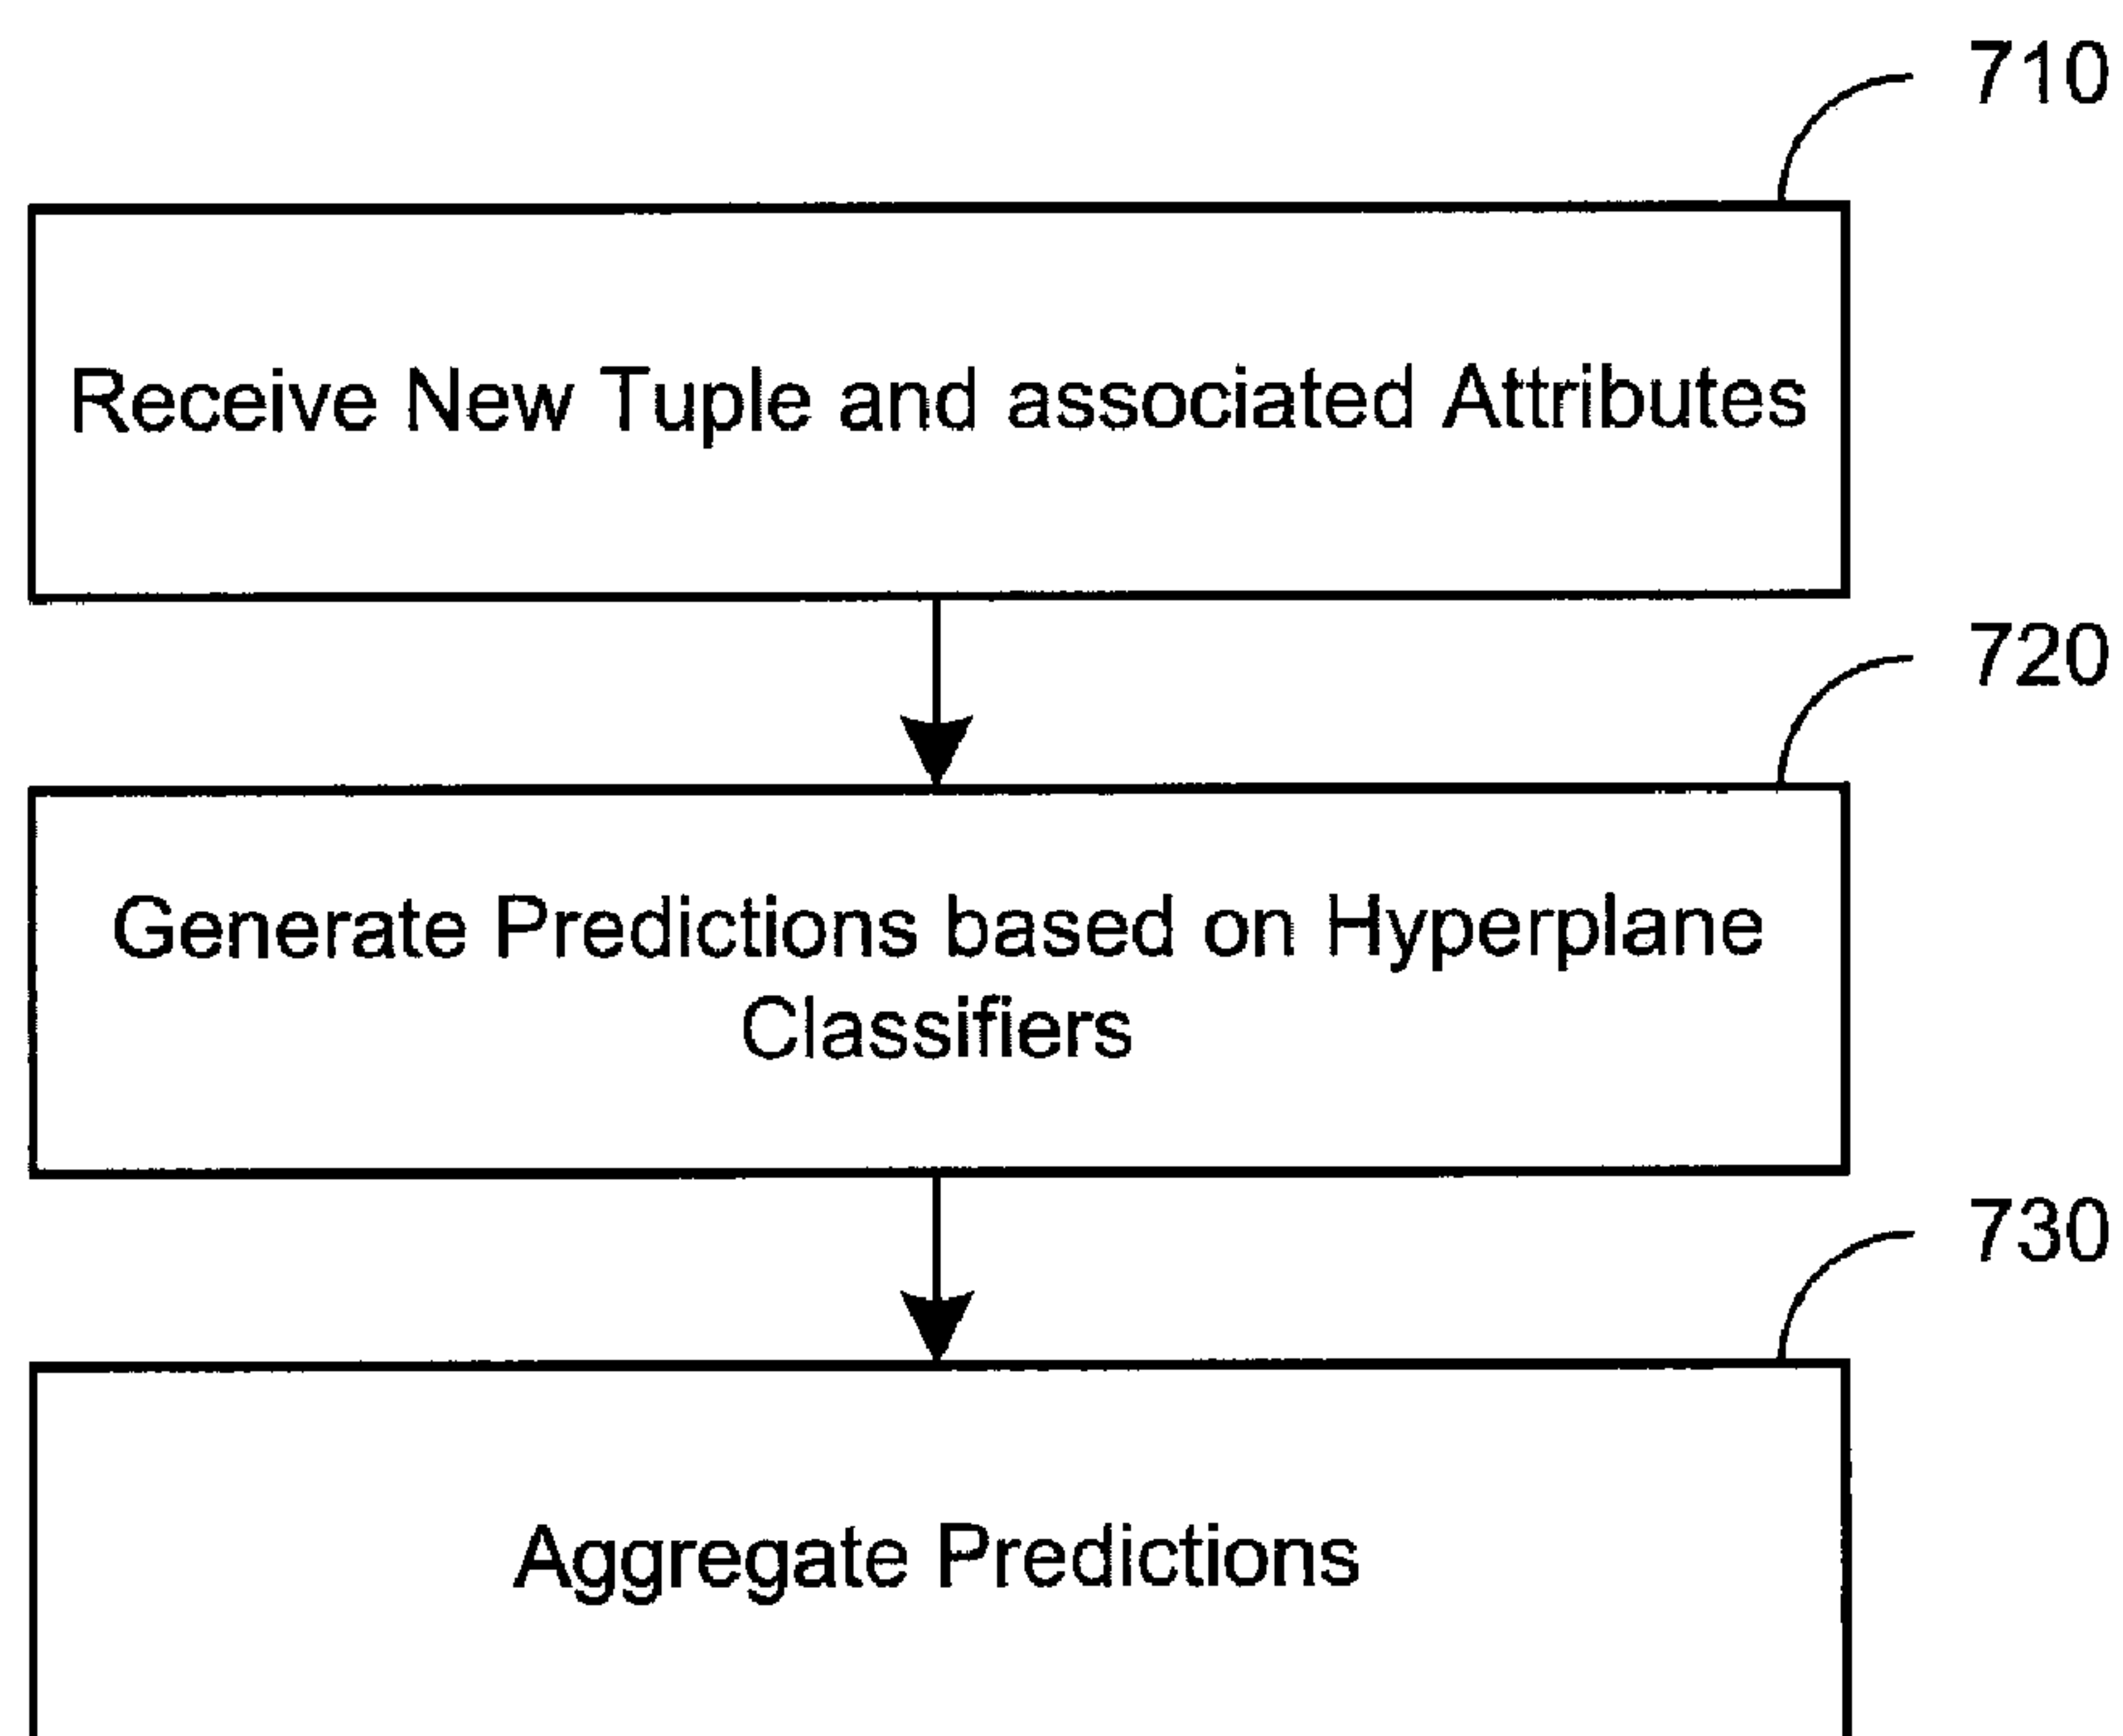 710
Receive New Tuple and associated Attributes
720
Generate Predictions based on Hyperplane
Classifiers
730
Aggregate Predictions